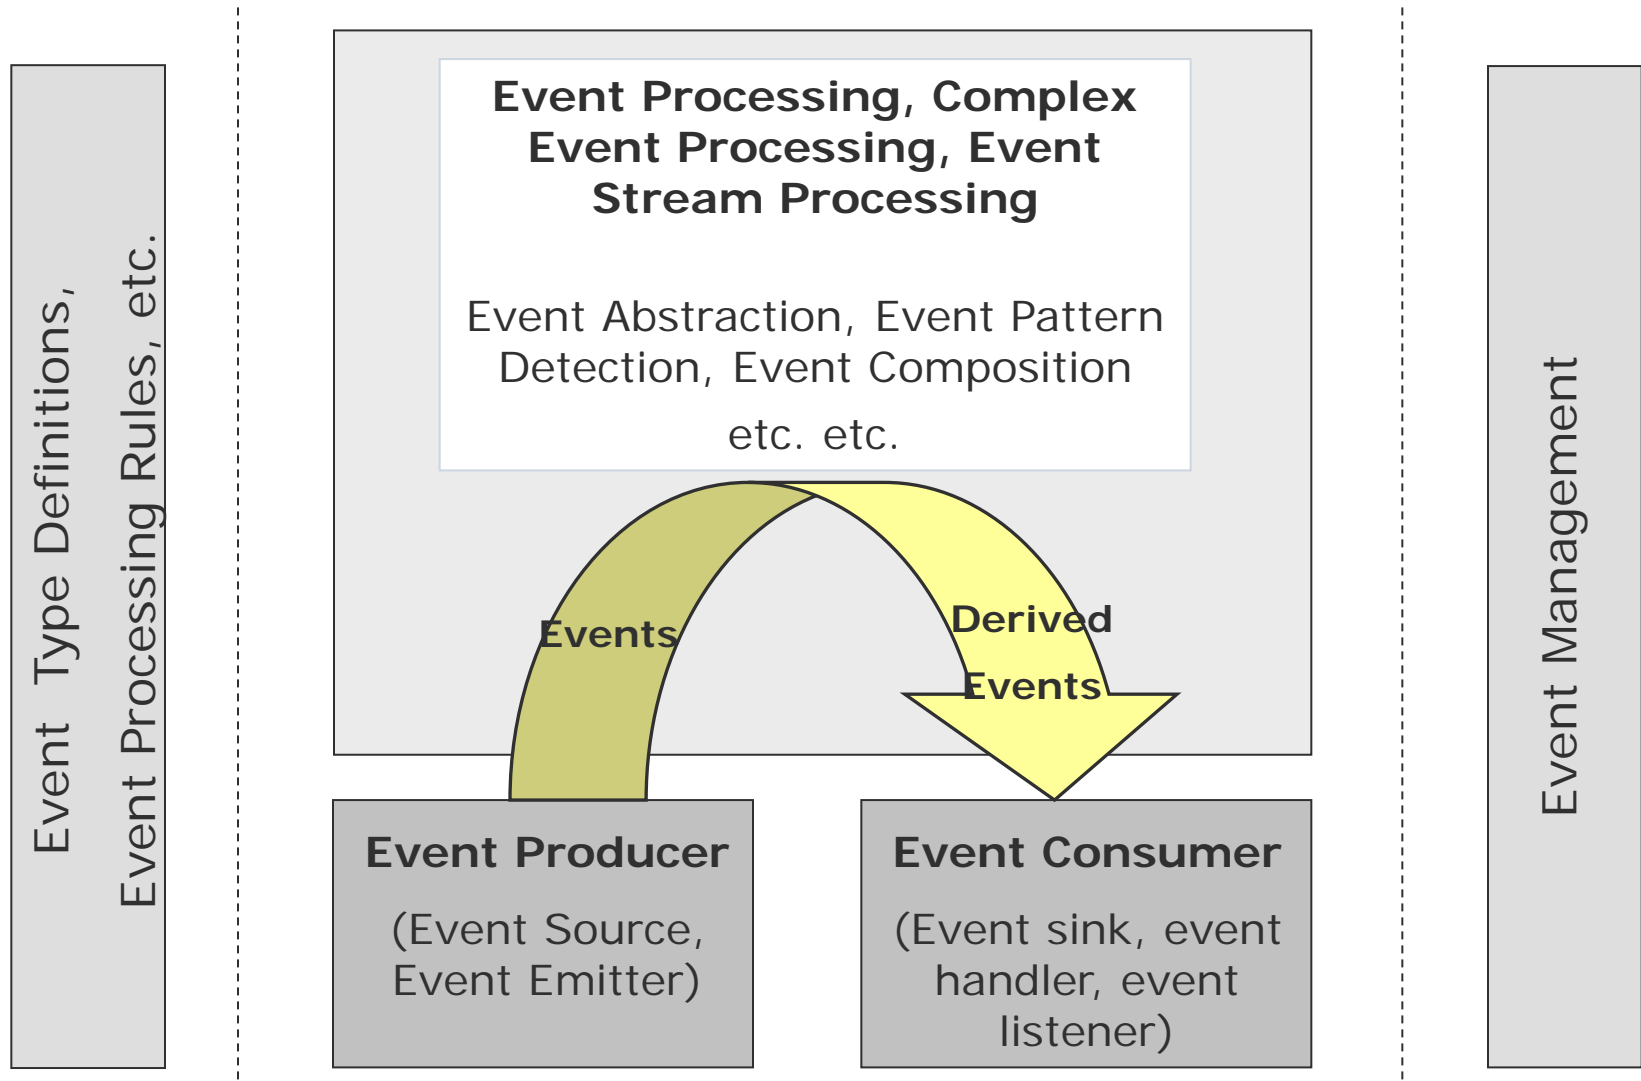 Event Type Definitions,
Event Processing Rules, etc.
Event Processing, Complex
Event Processing, Event
Stream Processing
Event Abstraction, Event Pattern
Detection, Event Composition
etc. etc.
Events
Derived
Events
Event Producer
(Event Source,
Event Emitter)
Event Consumer
(Event sink, event
handler, event
listener)
Event Management